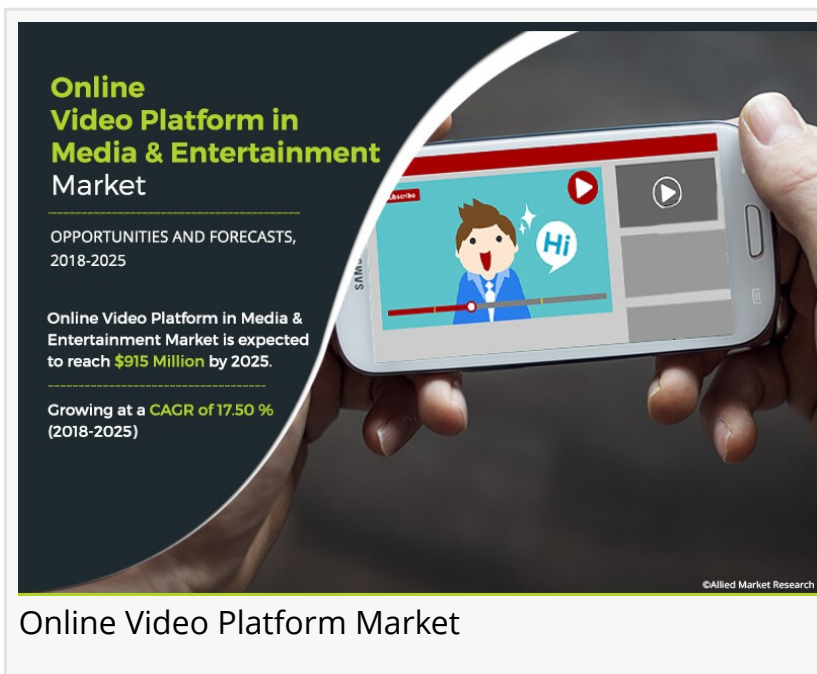 Online
Video Platform in
Media & Entertainment
Market
OPPORTUNITIES AND FORECASTS,
2018-2025
Online Video Platform in Media &
Entertainment Market is expected
to reach $915 Million by 2025.
Growing at a CAGR of 17.50 %
(2018-2025)
Subscribe
Hi
SAMSUNG
©Allied Market Research
Online Video Platform Market